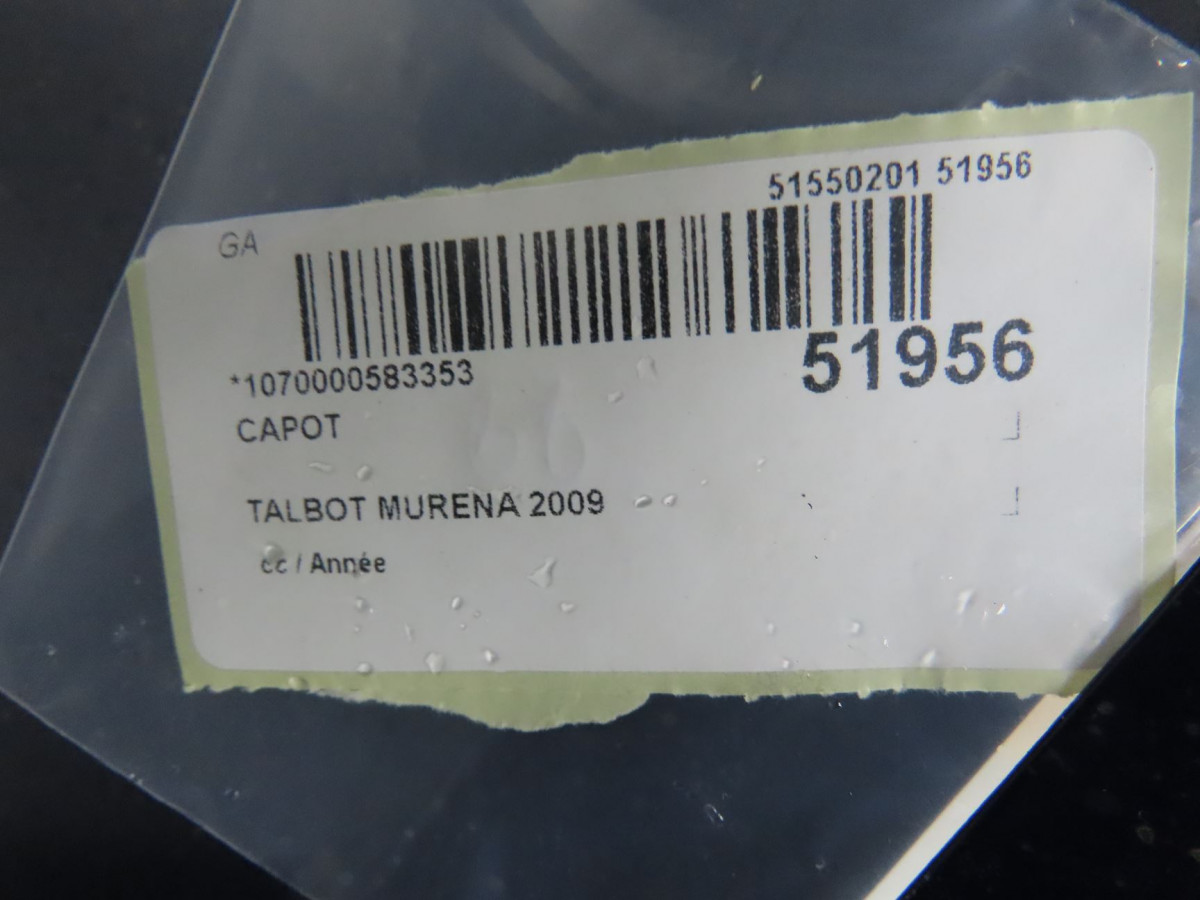 51550201 51956
GA
51956
*1070000583353
CAPOT
TALBOT MURENA 2009
cc / Année